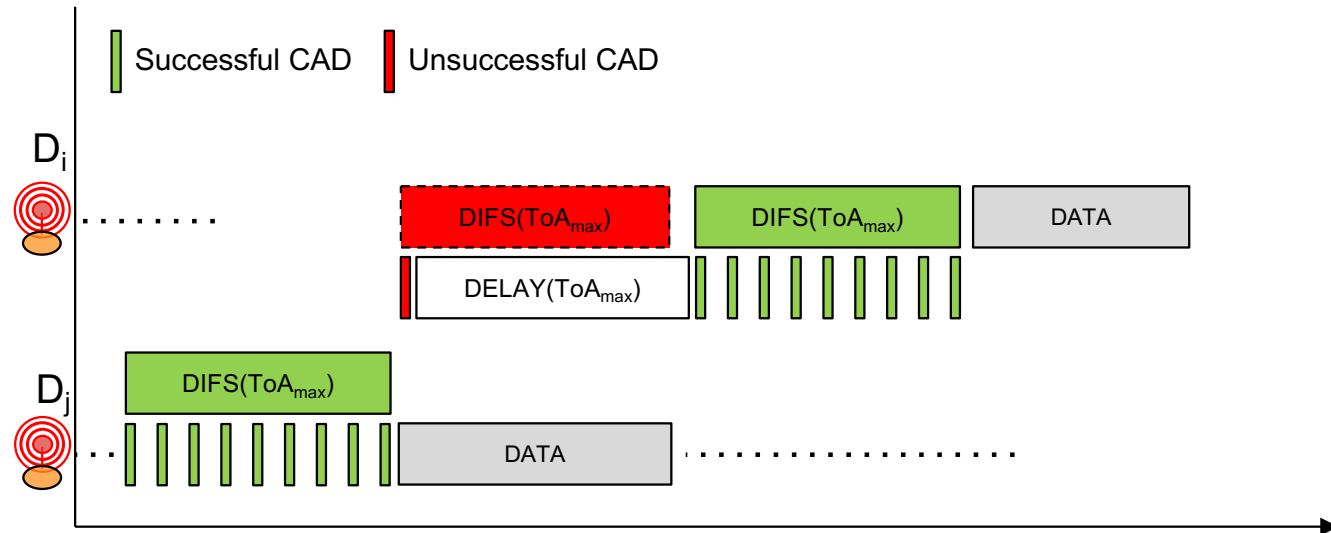 Successful CAD
Unsuccessful CAD
Dᵢ
DIFS(ToAₘₐₓ)
DIFS(ToAₘₐₓ)
DATA
DELAY(ToAₘₐₓ)
DIFS(ToAₘₐₓ)
Dⱼ
DATA